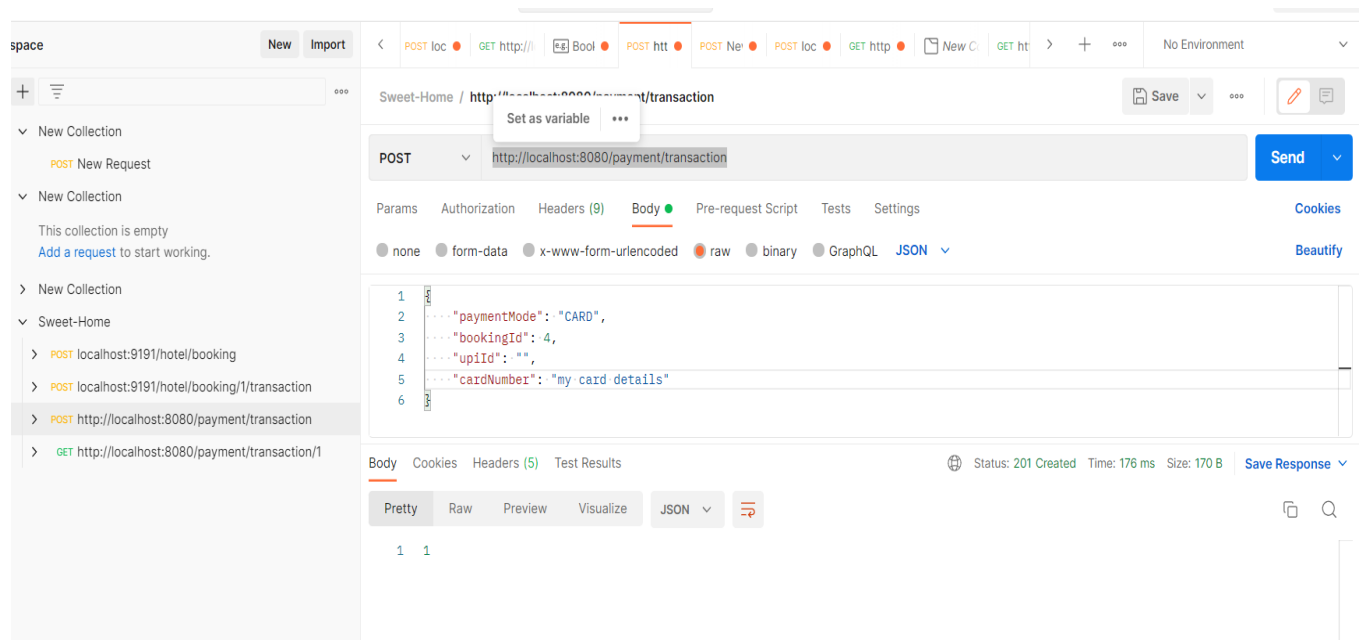 space New Import
POST loc GET http:// e.g. Bool POST htt POST Ne POST loc GET http New C GET ht No Environment
Sweet-Home / http://localhost:8080/payment/transaction Save
Set as variable
New Collection
POST New Request
POST http://localhost:8080/payment/transaction Send
New Collection
This collection is empty
Add a request to start working.
Params Authorization Headers (9) Body Pre-request Script Tests Settings Cookies
none form-data x-www-form-urlencoded raw binary GraphQL JSON Beautify
New Collection
Sweet-Home
POST localhost:9191/hotel/booking
POST localhost:9191/hotel/booking/1/transaction
POST http://localhost:8080/payment/transaction
GET http://localhost:8080/payment/transaction/1
1 {
2 "paymentMode": "CARD",
3 "bookingId": 4,
4 "upiId": "",
5 "cardNumber": "my card details"
6 }
Body Cookies Headers (5) Test Results Status: 201 Created Time: 176 ms Size: 170 B Save Response
Pretty Raw Preview Visualize JSON
1 1